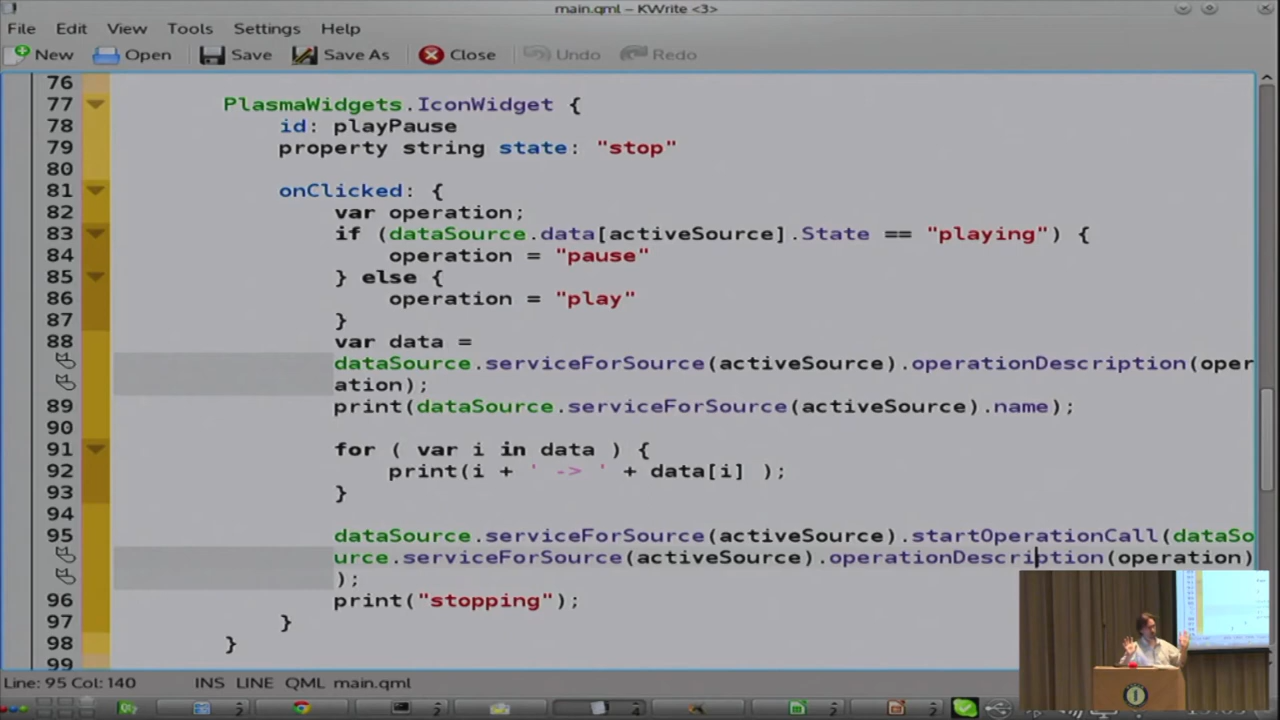 main.qml – KWrite <3>
File Edit View Tools Settings Help
New Open Save Save As Close Undo Redo
76
77 PlasmaWidgets.IconWidget {
78 id: playPause
79 property string state: "stop"
80
81 onClicked: {
82 var operation;
83 if (dataSource.data[activeSource].State == "playing") {
84 operation = "pause"
85 } else {
86 operation = "play"
87 }
88 var data =
dataSource.serviceForSource(activeSource).operationDescription(oper
ation);
89 print(dataSource.serviceForSource(activeSource).name);
90
91 for ( var i in data ) {
92 print(i + ' -> ' + data[i] );
93 }
94
95 dataSource.serviceForSource(activeSource).startOperationCall(dataSo
urce.serviceForSource(activeSource).operationDescription(operation)
);
96 print("stopping");
97 }
98 }
99
Line: 95 Col: 140 INS LINE QML main.qml
2 2 4 2 2